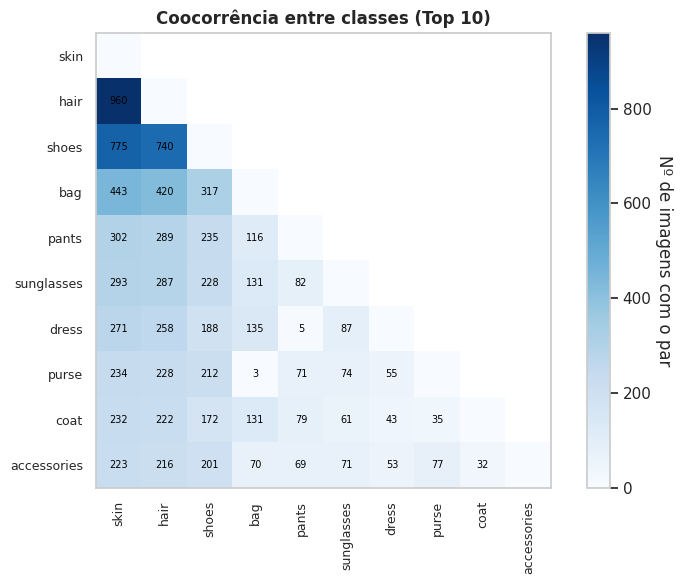 Coocorrência entre classes (Top 10)
skin
hair 960
shoes 775 740
bag 443 420 317
pants 302 289 235 116
sunglasses 293 287 228 131 82
dress 271 258 188 135 5 87
purse 234 228 212 3 71 74 55
coat 232 222 172 131 79 61 43 35
accessories 223 216 201 70 69 71 53 77 32
skin hair shoes bag pants sunglasses dress purse coat accessories
800
600
400
200
0
Nº de imagens com o par